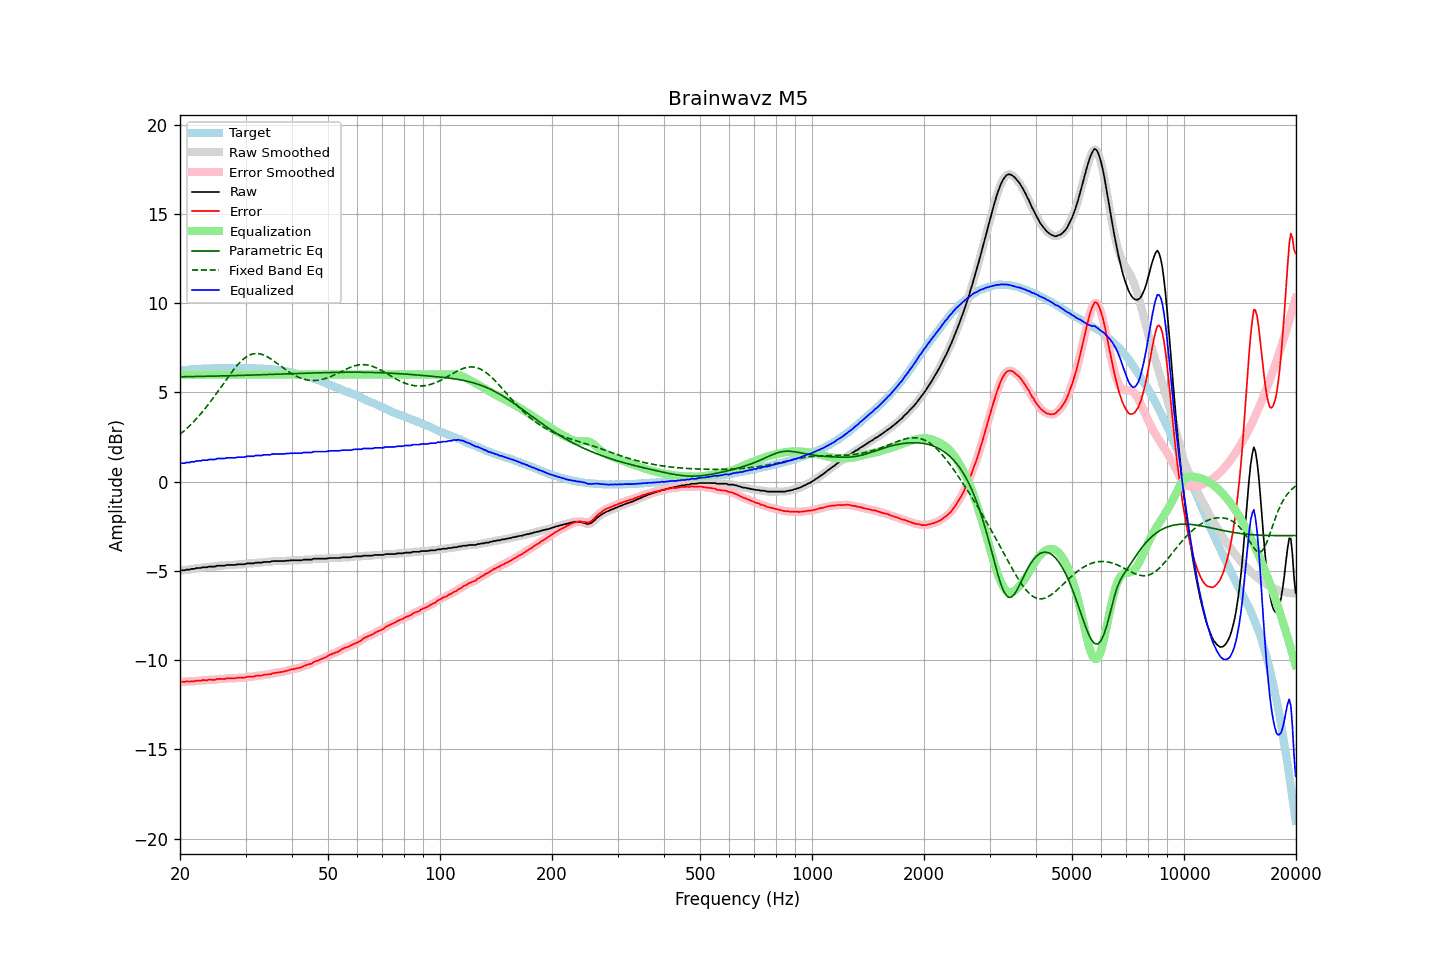 Brainwavz M5
Target
Raw Smoothed
Error Smoothed
Raw
Error
Equalization
Parametric Eq
Fixed Band Eq
Equalized
20
15
10
5
0
−5
−10
−15
−20
Amplitude (dBr)
20 50 100 200 500 1000 2000 5000 10000 20000
Frequency (Hz)